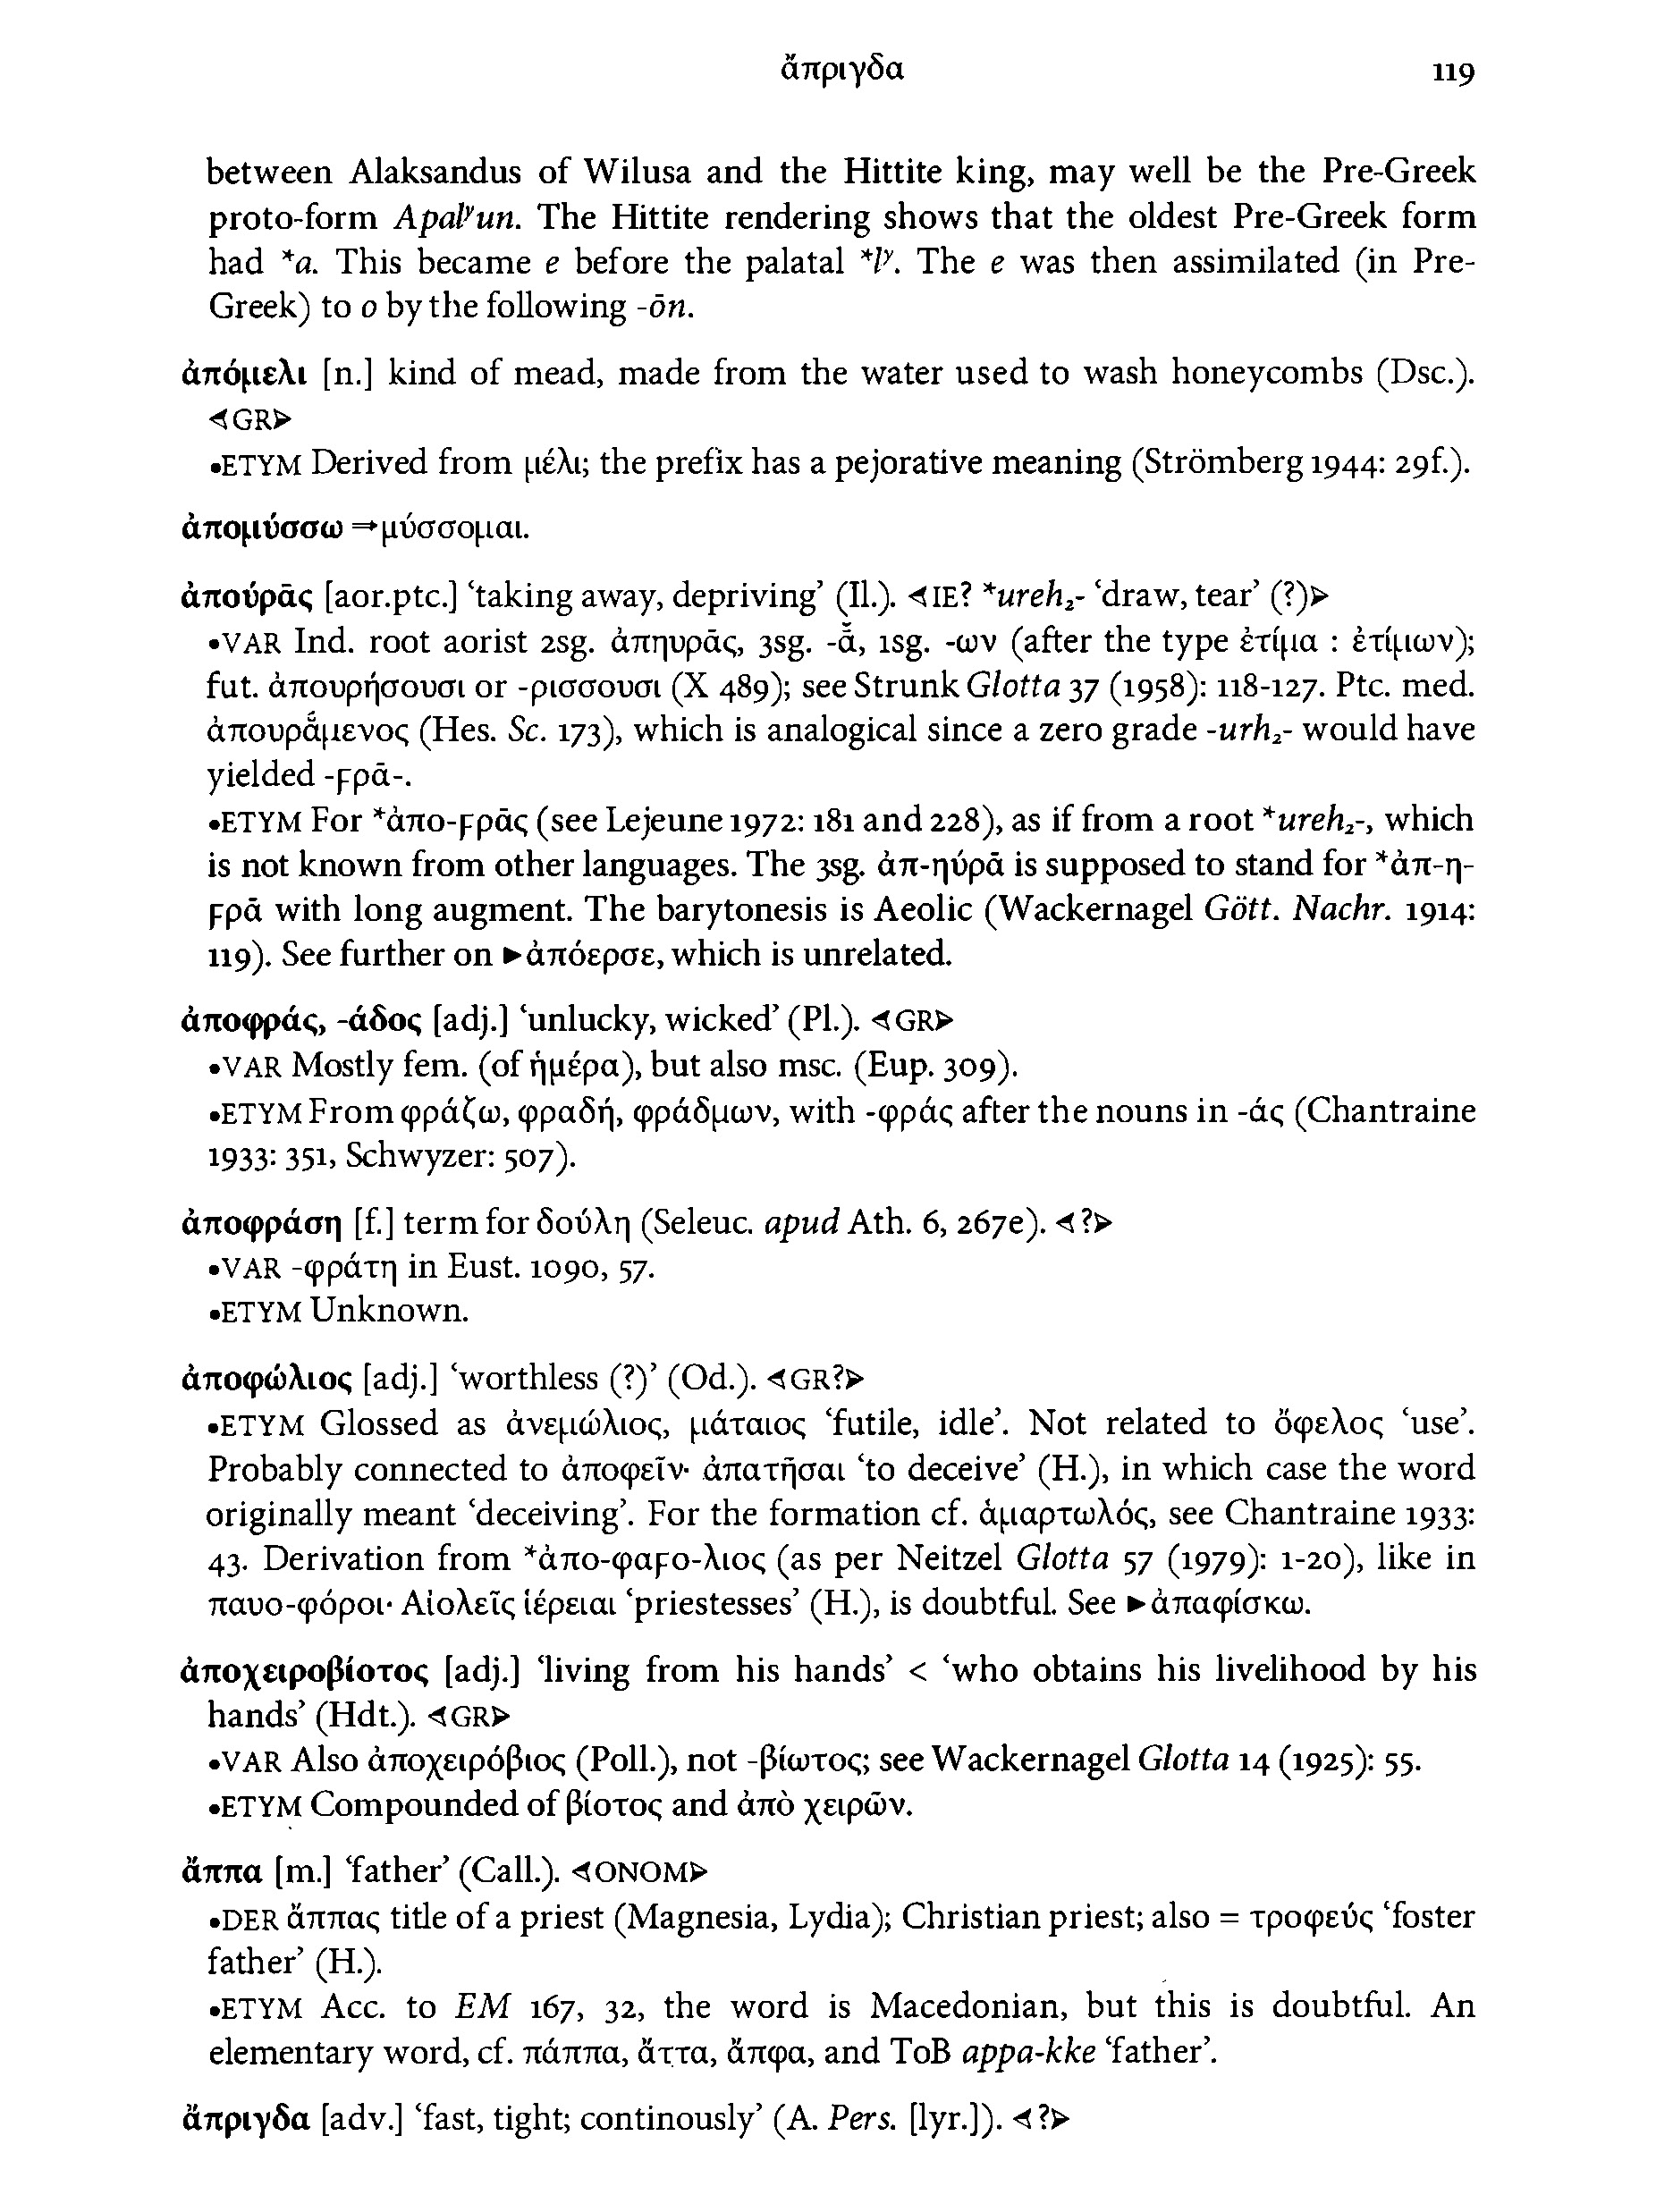 ἄπριγδα 119
between Alaksandus of Wilusa and the Hittite king, may well be the Pre-Greek
proto-form Apalʸun. The Hittite rendering shows that the oldest Pre-Greek form
had *a. This became e before the palatal *lʸ. The e was then assimilated (in Pre-
Greek) to o by the following -ōn.
ἀπόμελι [n.] kind of mead, made from the water used to wash honeycombs (Dsc.).
◁GR▷
•ETYM Derived from μέλι; the prefix has a pejorative meaning (Strömberg 1944: 29f.).
ἀπομύσσω ⇒μύσσομαι.
ἀπούρᾱς [aor.ptc.] ‘taking away, depriving’ (Il.). ◁IE? *ureh₂- ‘draw, tear’ (?)▷
•VAR Ind. root aorist 2sg. ἀπηυρᾱς, 3sg. -ᾱ̆, 1sg. -ων (after the type ἐτίμα : ἐτίμων);
fut. ἀπουρήσουσι or -ρισσουσι (X 489); see Strunk Glotta 37 (1958): 118-127. Ptc. med.
ἀπουρᾱ́μενος (Hes. Sc. 173), which is analogical since a zero grade -urh₂- would have
yielded -ϝρᾱ-.
•ETYM For *ἀπο-ϝρᾱς (see Lejeune 1972: 181 and 228), as if from a root *ureh₂-, which
is not known from other languages. The 3sg. ἀπ-ηύρᾱ is supposed to stand for *ἀπ-η-
ϝρᾱ with long augment. The barytonesis is Aeolic (Wackernagel Gött. Nachr. 1914:
119). See further on ►ἀπόερσε, which is unrelated.
ἀποφράς, -άδος [adj.] ‘unlucky, wicked’ (Pl.). ◁GR▷
•VAR Mostly fem. (of ἡμέρα), but also msc. (Eup. 309).
•ETYM From φράζω, φραδή, φράδμων, with -φράς after the nouns in -άς (Chantraine
1933: 351, Schwyzer: 507).
ἀποφράση [f.] term for δούλη (Seleuc. apud Ath. 6, 267e). ◁?▷
•VAR -φράτη in Eust. 1090, 57.
•ETYM Unknown.
ἀποφώλιος [adj.] ‘worthless (?)’ (Od.). ◁GR?▷
•ETYM Glossed as ἀνεμώλιος, μάταιος ‘futile, idle’. Not related to ὄφελος ‘use’.
Probably connected to ἀποφεῖν· ἀπατῆσαι ‘to deceive’ (H.), in which case the word
originally meant ‘deceiving’. For the formation cf. ἁμαρτωλός, see Chantraine 1933:
43. Derivation from *ἀπο-φαϝο-λιος (as per Neitzel Glotta 57 (1979): 1-20), like in
παυο-φόροι· Αἰολεῖς ἱέρειαι ‘priestesses’ (H.), is doubtful. See ►ἀπαφίσκω.
ἀποχειροβίοτος [adj.] ‘living from his hands’ < ‘who obtains his livelihood by his
hands’ (Hdt.). ◁GR▷
•VAR Also ἀποχειρόβιος (Poll.), not -βίωτος; see Wackernagel Glotta 14 (1925): 55.
•ETYM Compounded of βίοτος and ἀπὸ χειρῶν.
ἄππα [m.] ‘father’ (Call.). ◁ONOM▷
•DER ἄππας title of a priest (Magnesia, Lydia); Christian priest; also = τροφεύς ‘foster
father’ (H.).
•ETYM Acc. to EM 167, 32, the word is Macedonian, but this is doubtful. An
elementary word, cf. πάππα, ἄττα, ἄπφα, and ToB appa-kke ‘father’.
ἄπριγδα [adv.] ‘fast, tight; continously’ (A. Pers. [lyr.]). ◁?▷